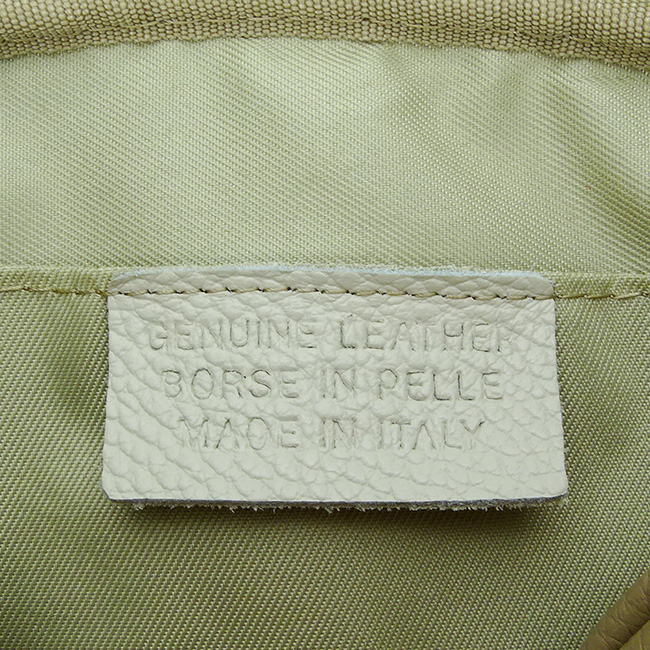 GENUINE LEATHER
BORSE IN PELLE
MADE IN ITALY